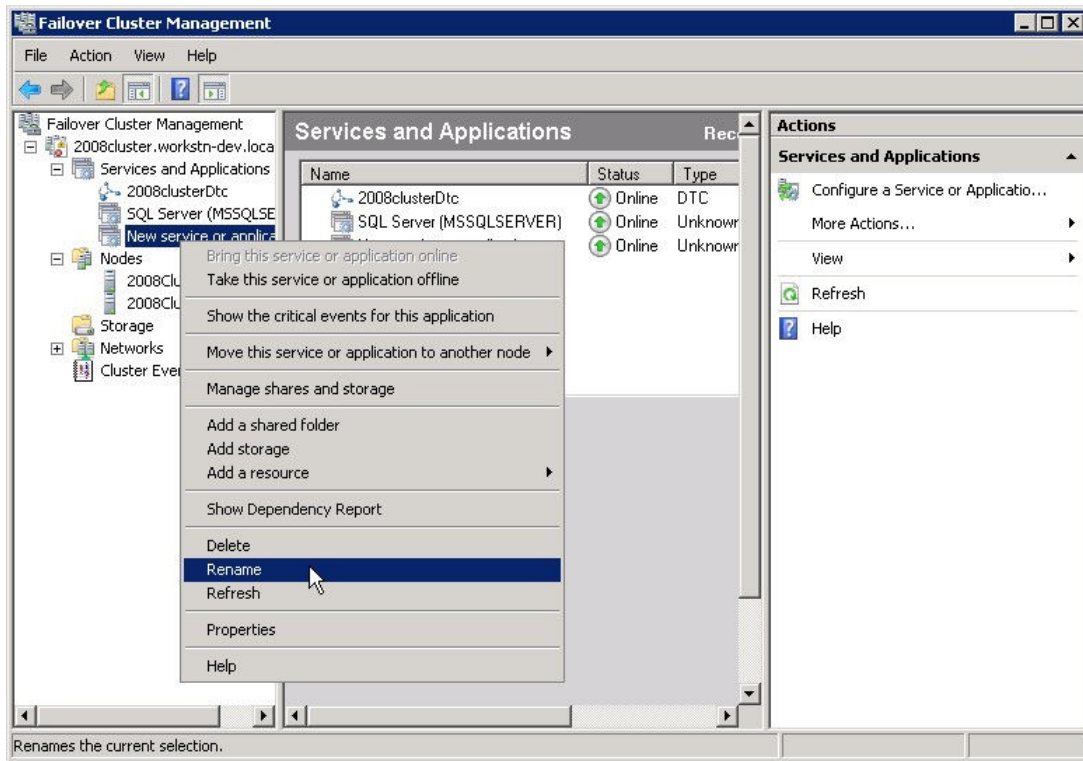 Failover Cluster Management
File Action View Help
Failover Cluster Management
2008cluster.workstn-dev.loca
Services and Applications
2008clusterDtc
SQL Server (MSSQLSE
New service or applica
Nodes
2008Clu
2008Clu
Storage
Networks
Cluster Eve
Services and Applications Rec
Name Status Type
2008clusterDtc Online DTC
SQL Server (MSSQLSERVER) Online Unknowr
Online Unknowr
Bring this service or application online
Take this service or application offline
Show the critical events for this application
Move this service or application to another node
Manage shares and storage
Add a shared folder
Add storage
Add a resource
Show Dependency Report
Delete
Rename
Refresh
Properties
Help
Actions
Services and Applications
Configure a Service or Applicatio...
More Actions...
View
Refresh
Help
Renames the current selection.